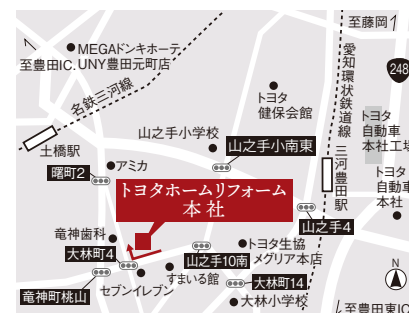 至藤岡
MEGAドンキホーテ
UNY豊田元町店
至豊田IC.
248
名鉄三河線
愛知環状鉄道線
トヨタ
健保会館
トヨタ
自動車
本社工場
山之手小学校
山之手小南東
土橋駅
三河豊田駅
アミカ
曙町2
トヨタ
自動車
本社
トヨタホームリフォーム
本社
山之手4
竜神歯科
大林町4
トヨタ生協
メグリア本店
山之手10南
N
すまいる館
竜神町桃山
セブンイレブン
大林町14
大林小学校
至豊田東IC